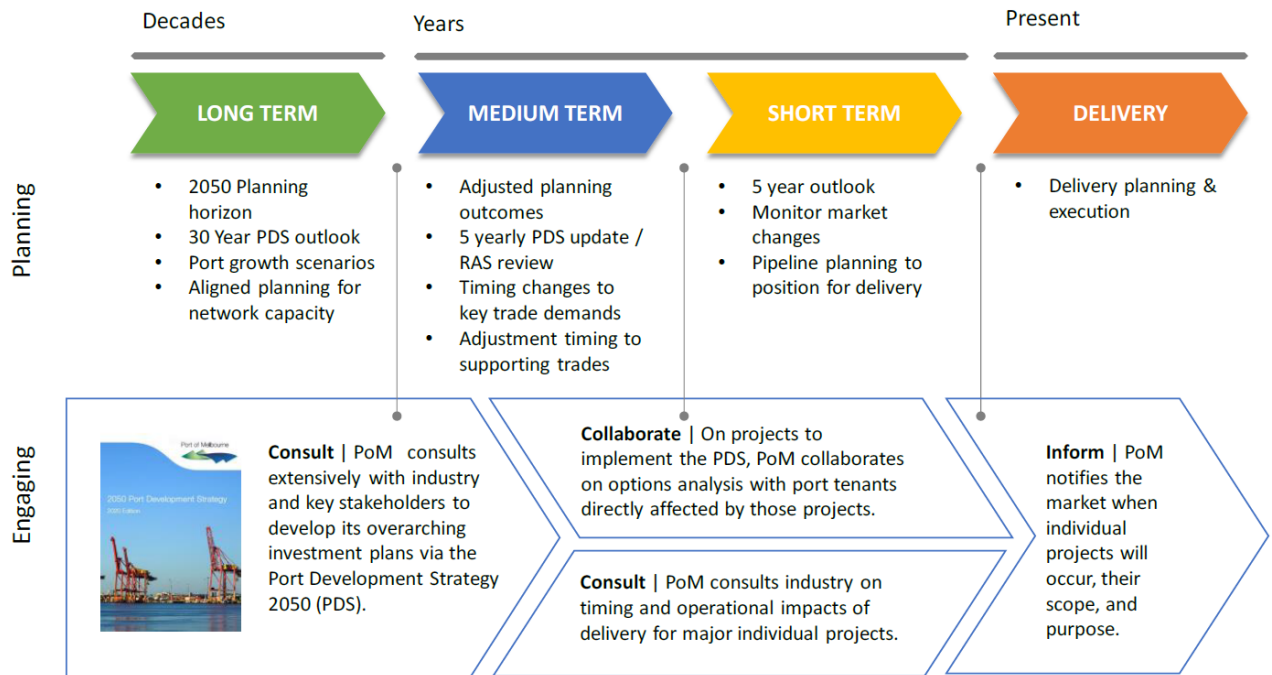 Decades
Years
Present
LONG TERM
MEDIUM TERM
SHORT TERM
DELIVERY
Planning
• 2050 Planning
horizon
• 30 Year PDS outlook
• Port growth scenarios
• Aligned planning for
network capacity
• Adjusted planning
outcomes
• 5 yearly PDS update /
RAS review
• Timing changes to
key trade demands
• Adjustment timing to
supporting trades
• 5 year outlook
• Monitor market
changes
• Pipeline planning to
position for delivery
• Delivery planning &
execution
Engaging
Port of Melbourne
2050 Port Development Strategy
2020 Edition
Consult | PoM consults
extensively with industry
and key stakeholders to
develop its overarching
investment plans via the
Port Development Strategy
2050 (PDS).
Collaborate | On projects to
implement the PDS, PoM collaborates
on options analysis with port tenants
directly affected by those projects.
Consult | PoM consults industry on
timing and operational impacts of
delivery for major individual projects.
Inform | PoM
notifies the
market when
individual
projects will
occur, their
scope, and
purpose.